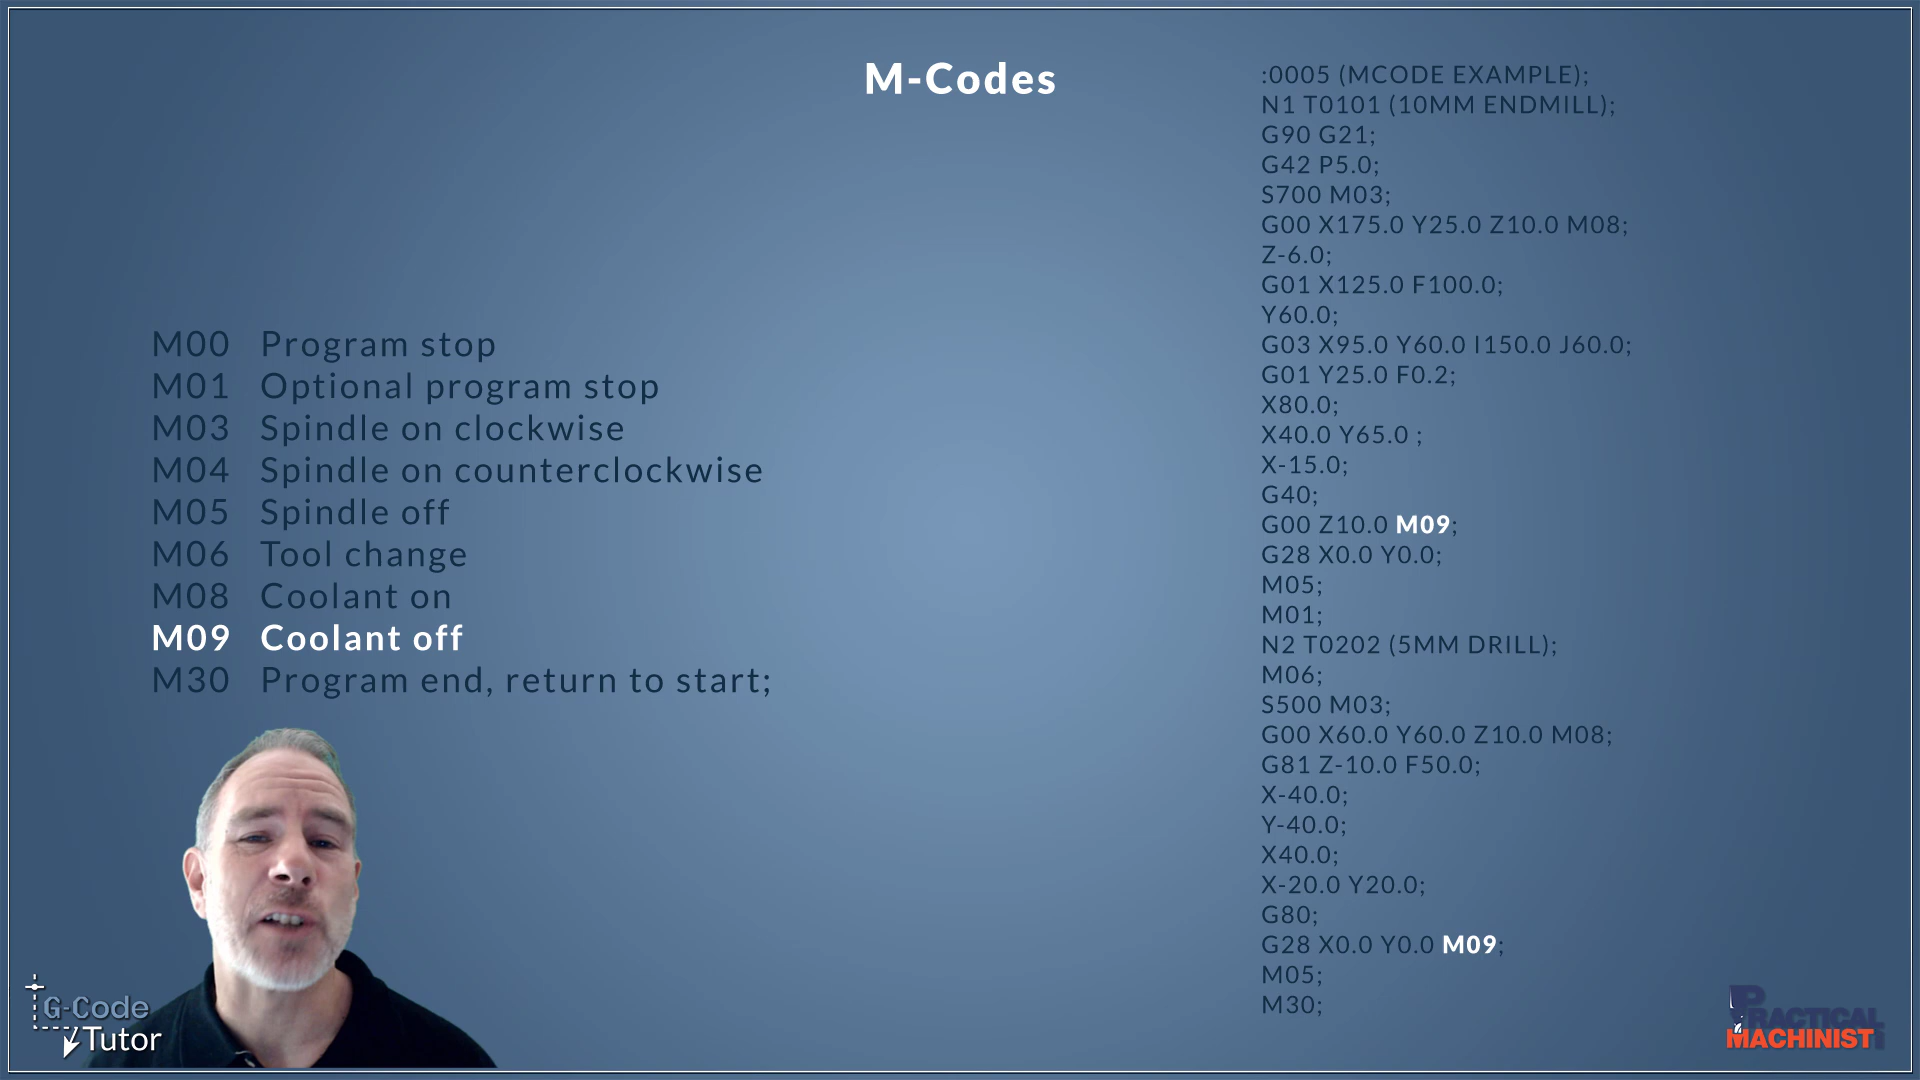 M-Codes
M00 Program stop
M01 Optional program stop
M03 Spindle on clockwise
M04 Spindle on counterclockwise
M05 Spindle off
M06 Tool change
M08 Coolant on
M09 Coolant off
M30 Program end, return to start;
:0005 (MCODE EXAMPLE);
N1 T0101 (10MM ENDMILL);
G90 G21;
G42 P5.0;
S700 M03;
G00 X175.0 Y25.0 Z10.0 M08;
Z-6.0;
G01 X125.0 F100.0;
Y60.0;
G03 X95.0 Y60.0 I150.0 J60.0;
G01 Y25.0 F0.2;
X80.0;
X40.0 Y65.0 ;
X-15.0;
G40;
G00 Z10.0 M09;
G28 X0.0 Y0.0;
M05;
M01;
N2 T0202 (5MM DRILL);
M06;
S500 M03;
G00 X60.0 Y60.0 Z10.0 M08;
G81 Z-10.0 F50.0;
X-40.0;
Y-40.0;
X40.0;
X-20.0 Y20.0;
G80;
G28 X0.0 Y0.0 M09;
M05;
M30;
G-Code
Tutor
PRACTICAL
MACHINIST